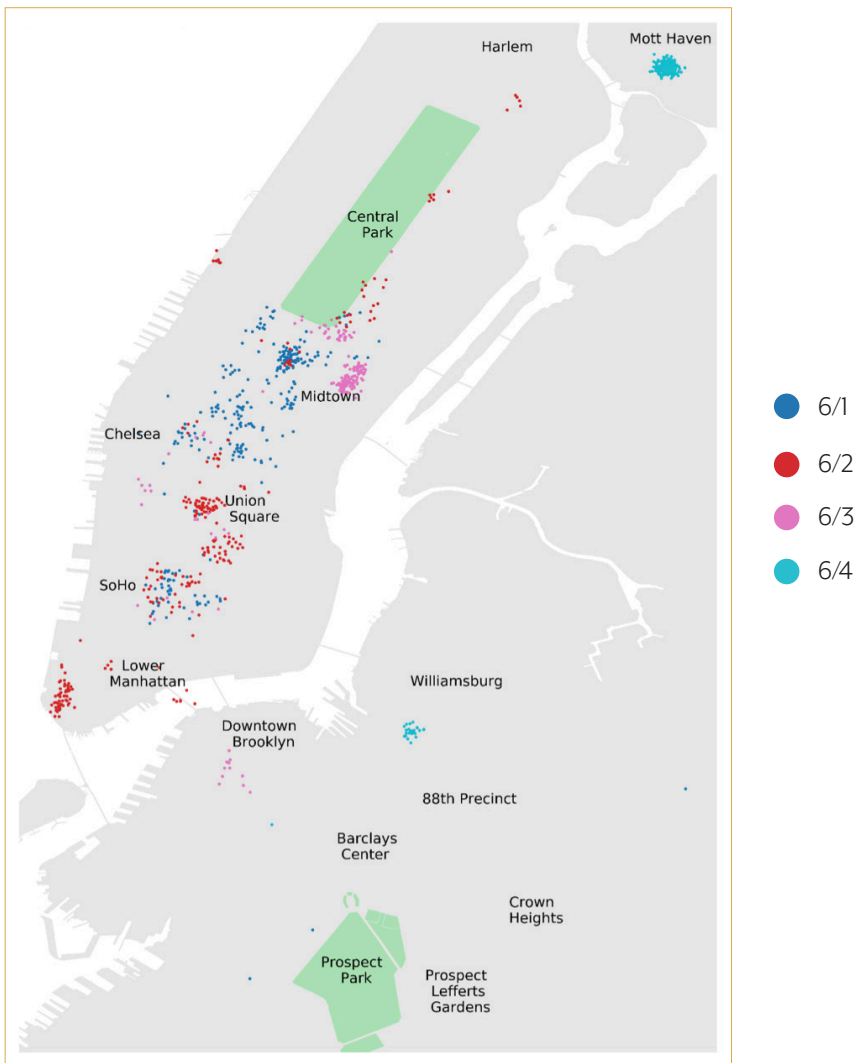 Harlem
Mott Haven
Central
Park
Midtown
Chelsea
Union
Square
SoHo
Lower
Manhattan
Williamsburg
Downtown
Brooklyn
88th Precinct
Barclays
Center
Crown
Heights
Prospect
Park
Prospect
Lefferts
Gardens
6/1
6/2
6/3
6/4